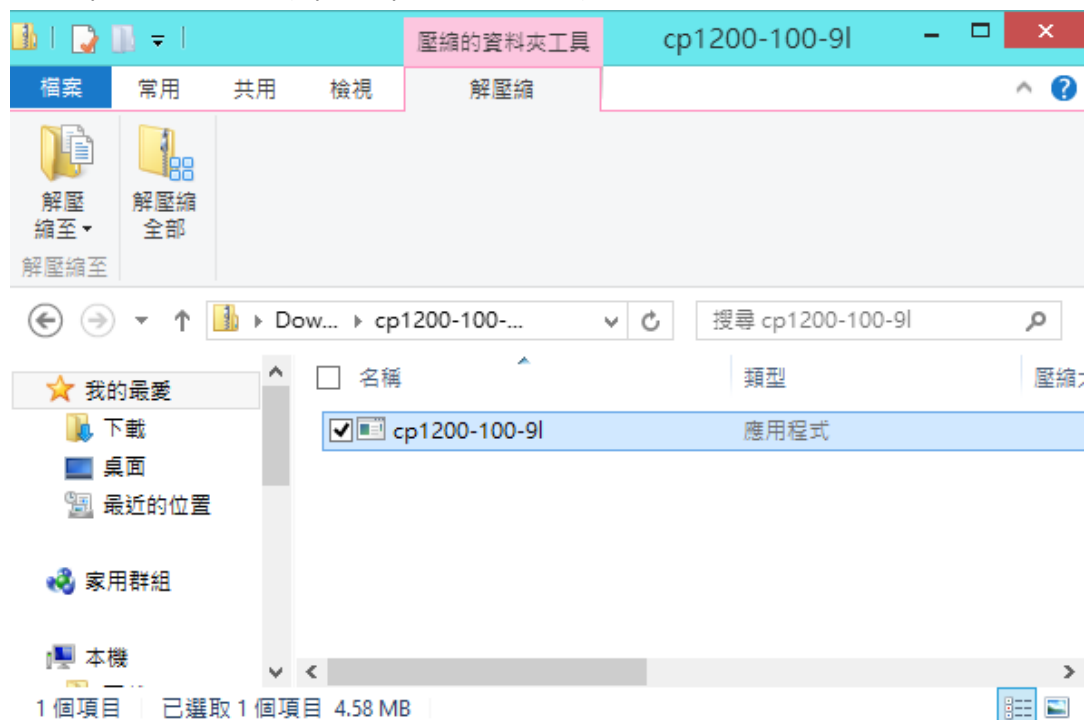 壓縮的資料夾工具 cp1200-100-9l
檔案 常用 共用 檢視 解壓縮
解壓縮至 解壓縮全部
解壓縮至
Dow... cp1200-100-... 搜尋 cp1200-100-9l
我的最愛 名稱 類型 壓縮
下載 cp1200-100-9l 應用程式
桌面
最近的位置
家用群組
本機
1 個項目 已選取 1 個項目 4.58 MB